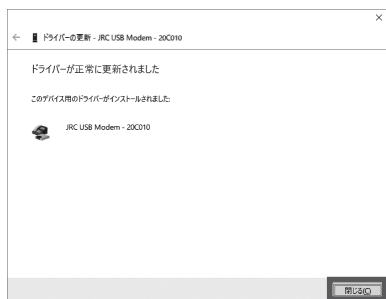 ドライバーの更新 - JRC USB Modem - 20C010
ドライバーが正常に更新されました
このデバイス用のドライバーがインストールされました:
JRC USB Modem - 20C010
閉じる(C)